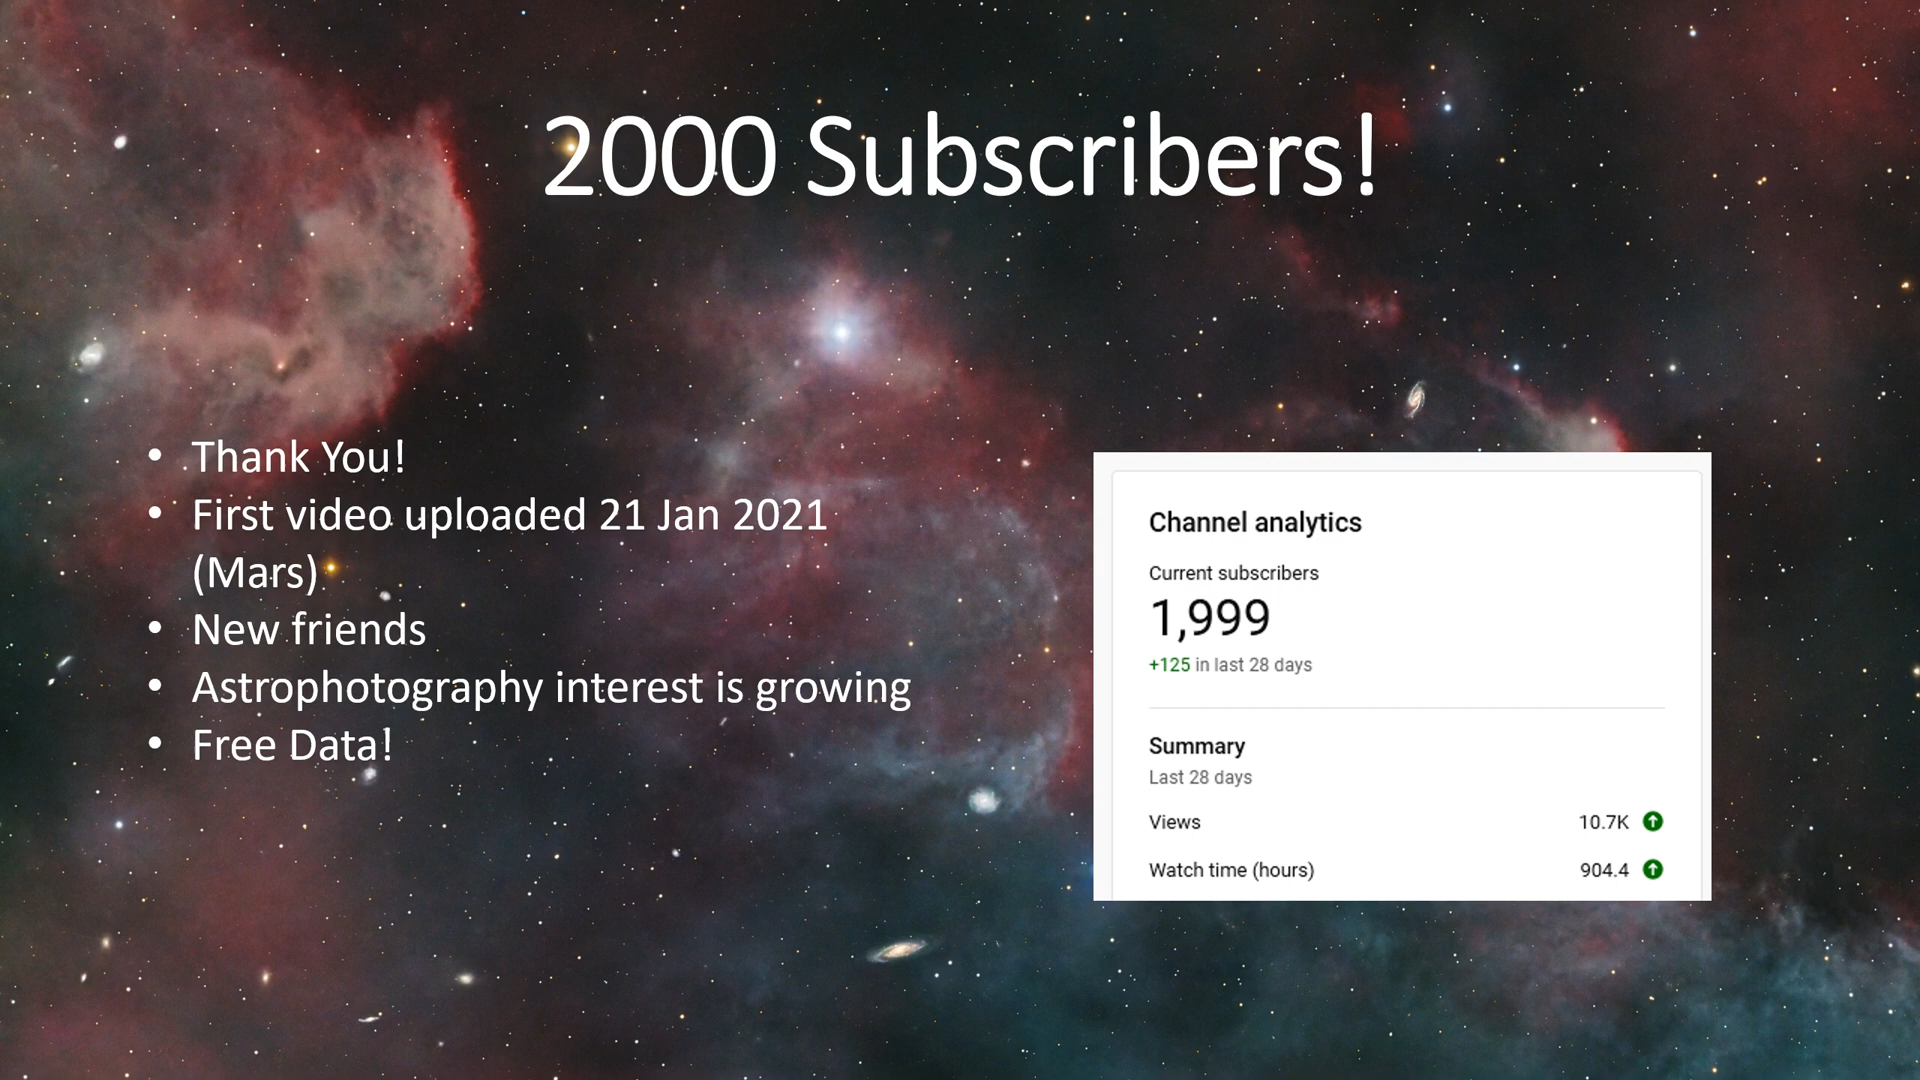 2000 Subscribers!
• Thank You!
• First video uploaded 21 Jan 2021
(Mars)
• New friends
• Astrophotography interest is growing
• Free Data!
Channel analytics
Current subscribers
1,999
+125 in last 28 days
Summary
Last 28 days
Views 10.7K
Watch time (hours) 904.4